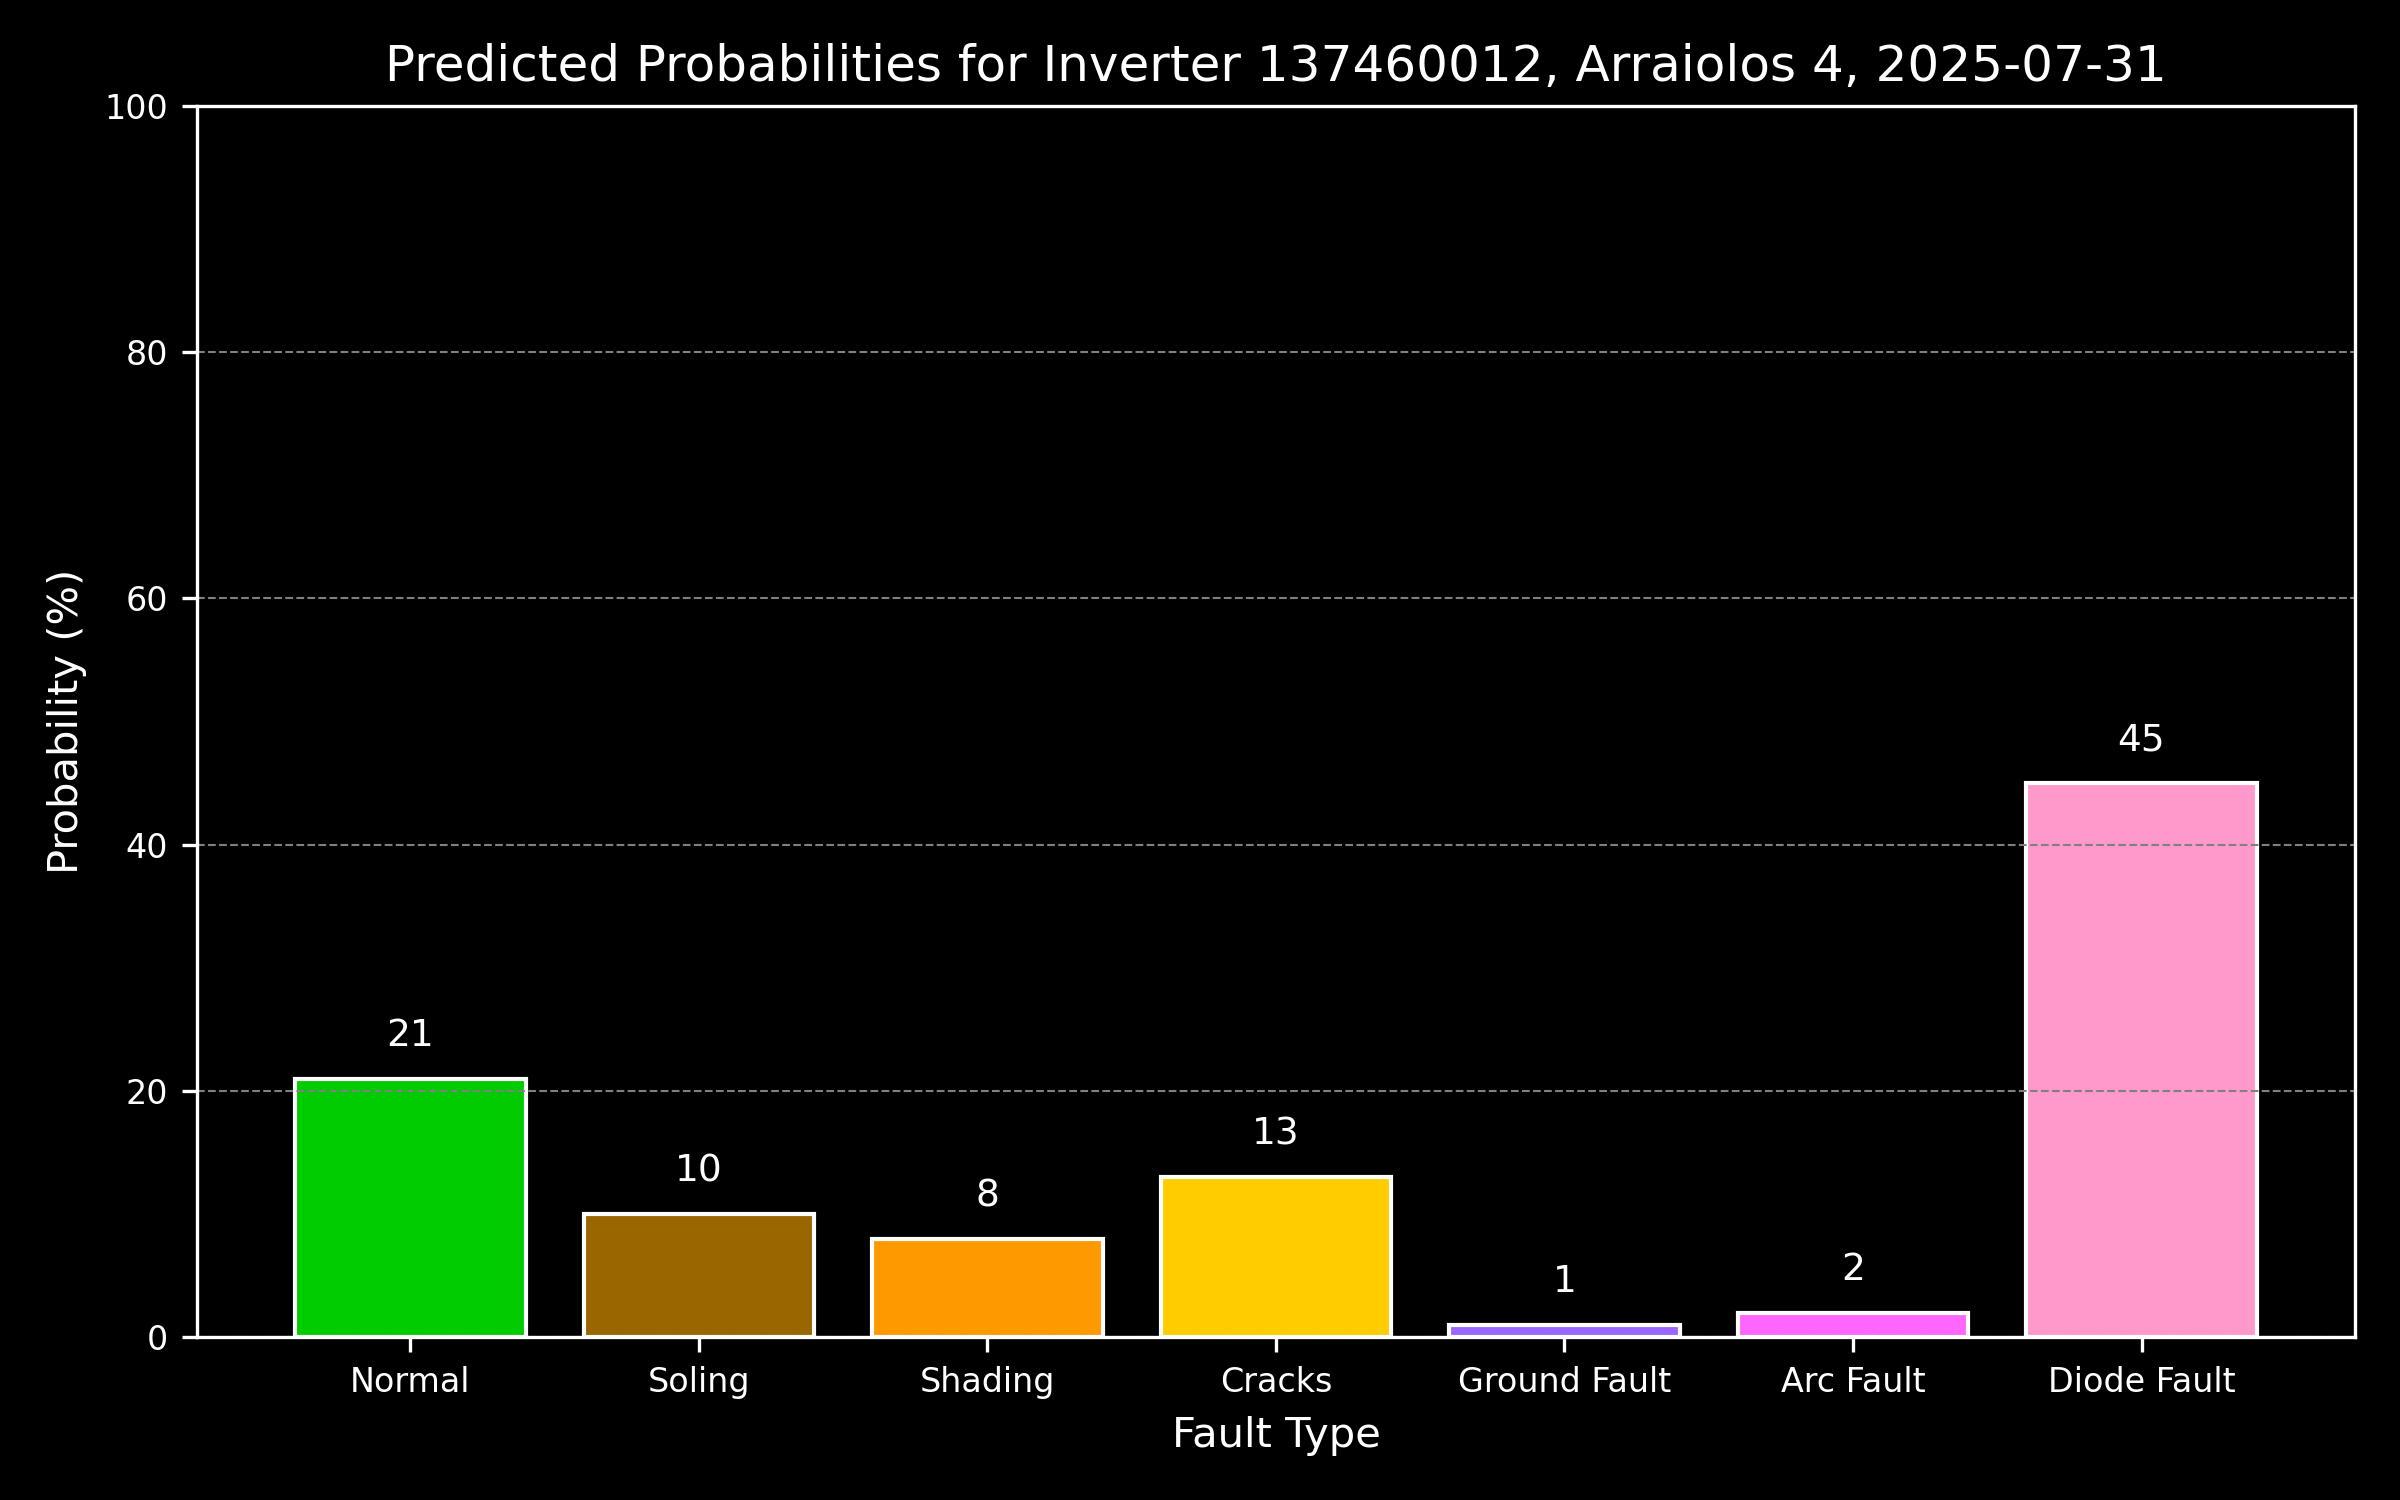 Predicted Probabilities for Inverter 137460012, Arraiolos 4, 2025-07-31
Probability (%)
100
80
60
40
20
0
21
10
8
13
1
2
45
Normal
Soling
Shading
Cracks
Ground Fault
Arc Fault
Diode Fault
Fault Type